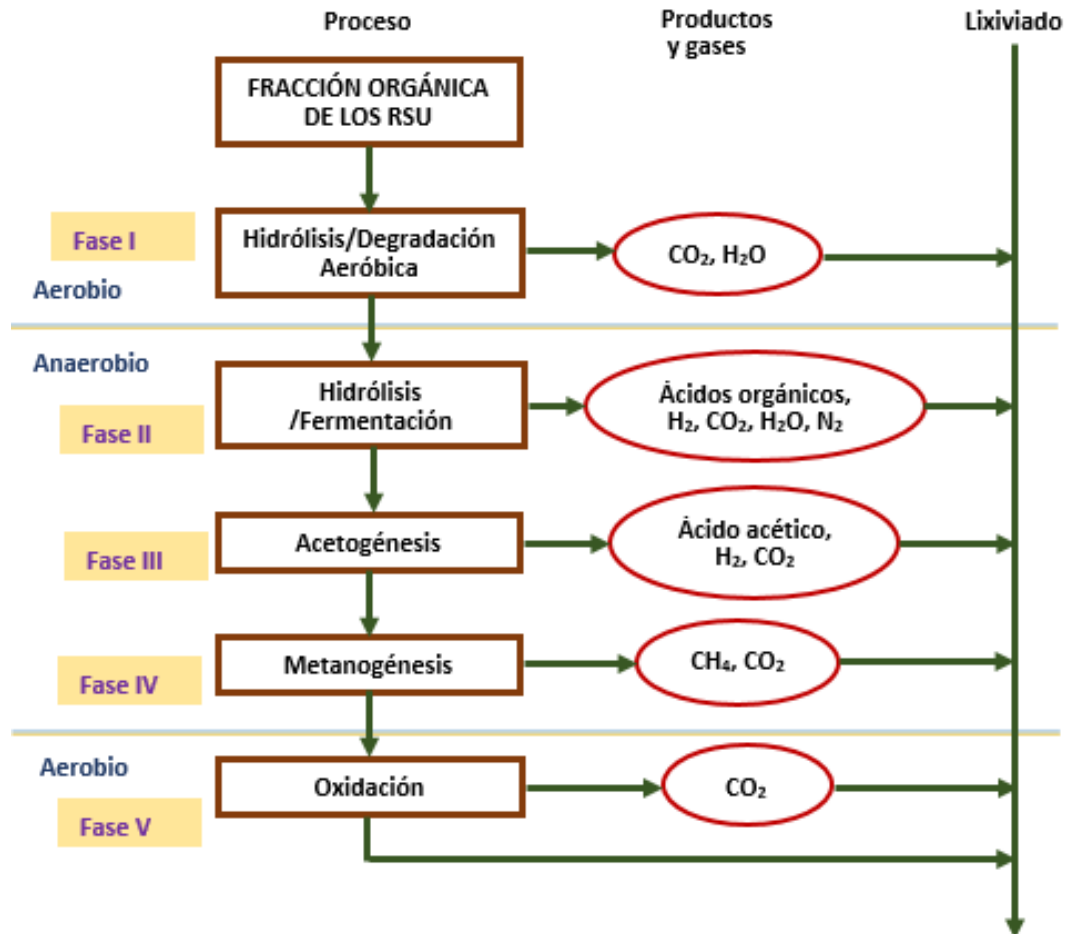 Proceso
Productos
y gases
Lixiviado
FRACCIÓN ORGÁNICA
DE LOS RSU
Fase I
Aerobio
Hidrólisis/Degradación
Aeróbica
CO₂, H₂O
Anaerobio
Fase II
Hidrólisis
/Fermentación
Ácidos orgánicos,
H₂, CO₂, H₂O, N₂
Fase III
Acetogénesis
Ácido acético,
H₂, CO₂
Fase IV
Metanogénesis
CH₄, CO₂
Aerobio
Fase V
Oxidación
CO₂